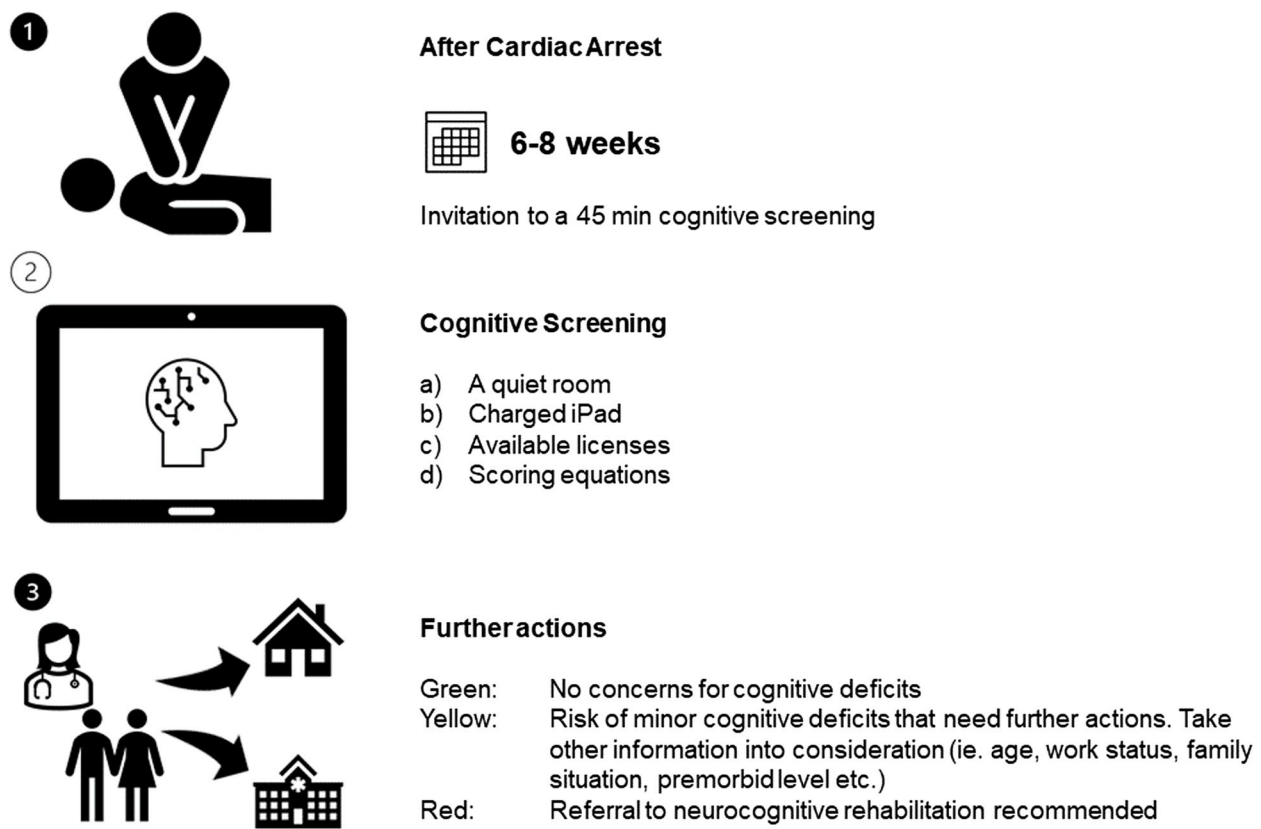 1
After Cardiac Arrest
6-8 weeks
Invitation to a 45 min cognitive screening
2
Cognitive Screening
a) A quiet room
b) Charged iPad
c) Available licenses
d) Scoring equations
3
Further actions
Green: No concerns for cognitive deficits
Yellow: Risk of minor cognitive deficits that need further actions. Take
other information into consideration (ie. age, work status, family
situation, premorbid level etc.)
Red: Referral to neurocognitive rehabilitation recommended